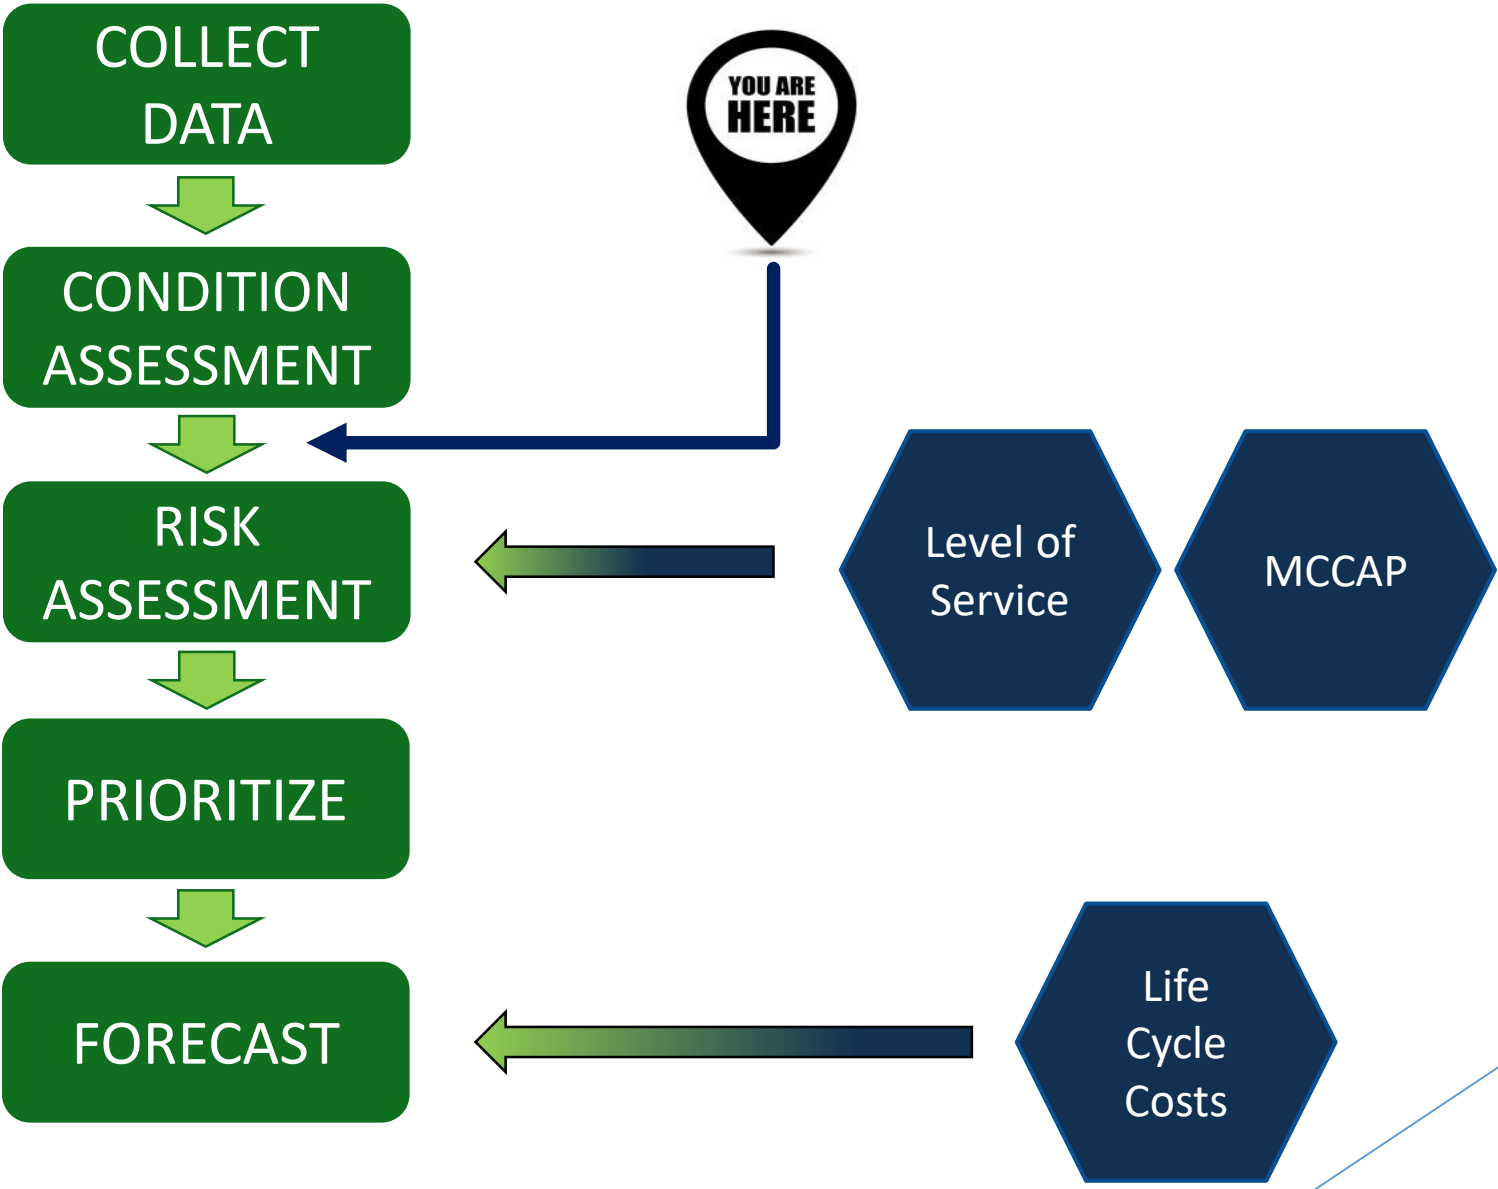 COLLECT
DATA
YOU ARE
HERE
CONDITION
ASSESSMENT
RISK
ASSESSMENT
Level of
Service
MCCAP
PRIORITIZE
FORECAST
Life
Cycle
Costs